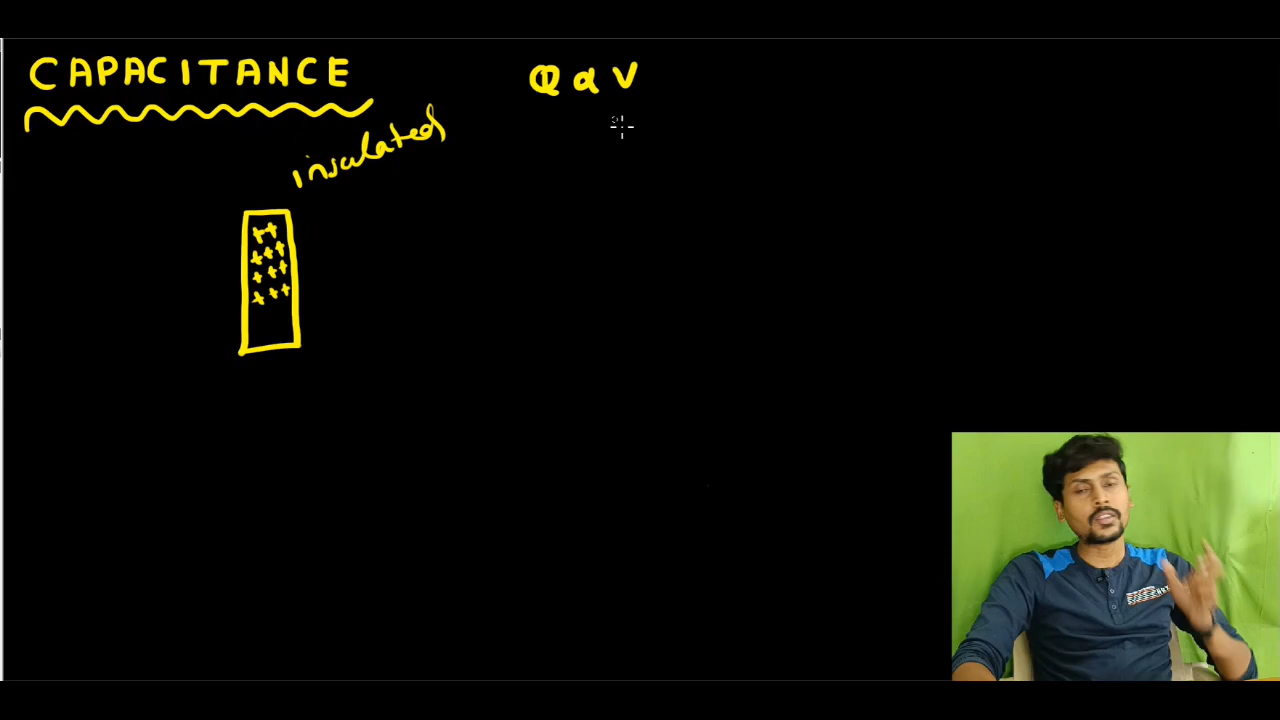 CAPACITANCE
Q α V
insulated
++
+++
+++
+++